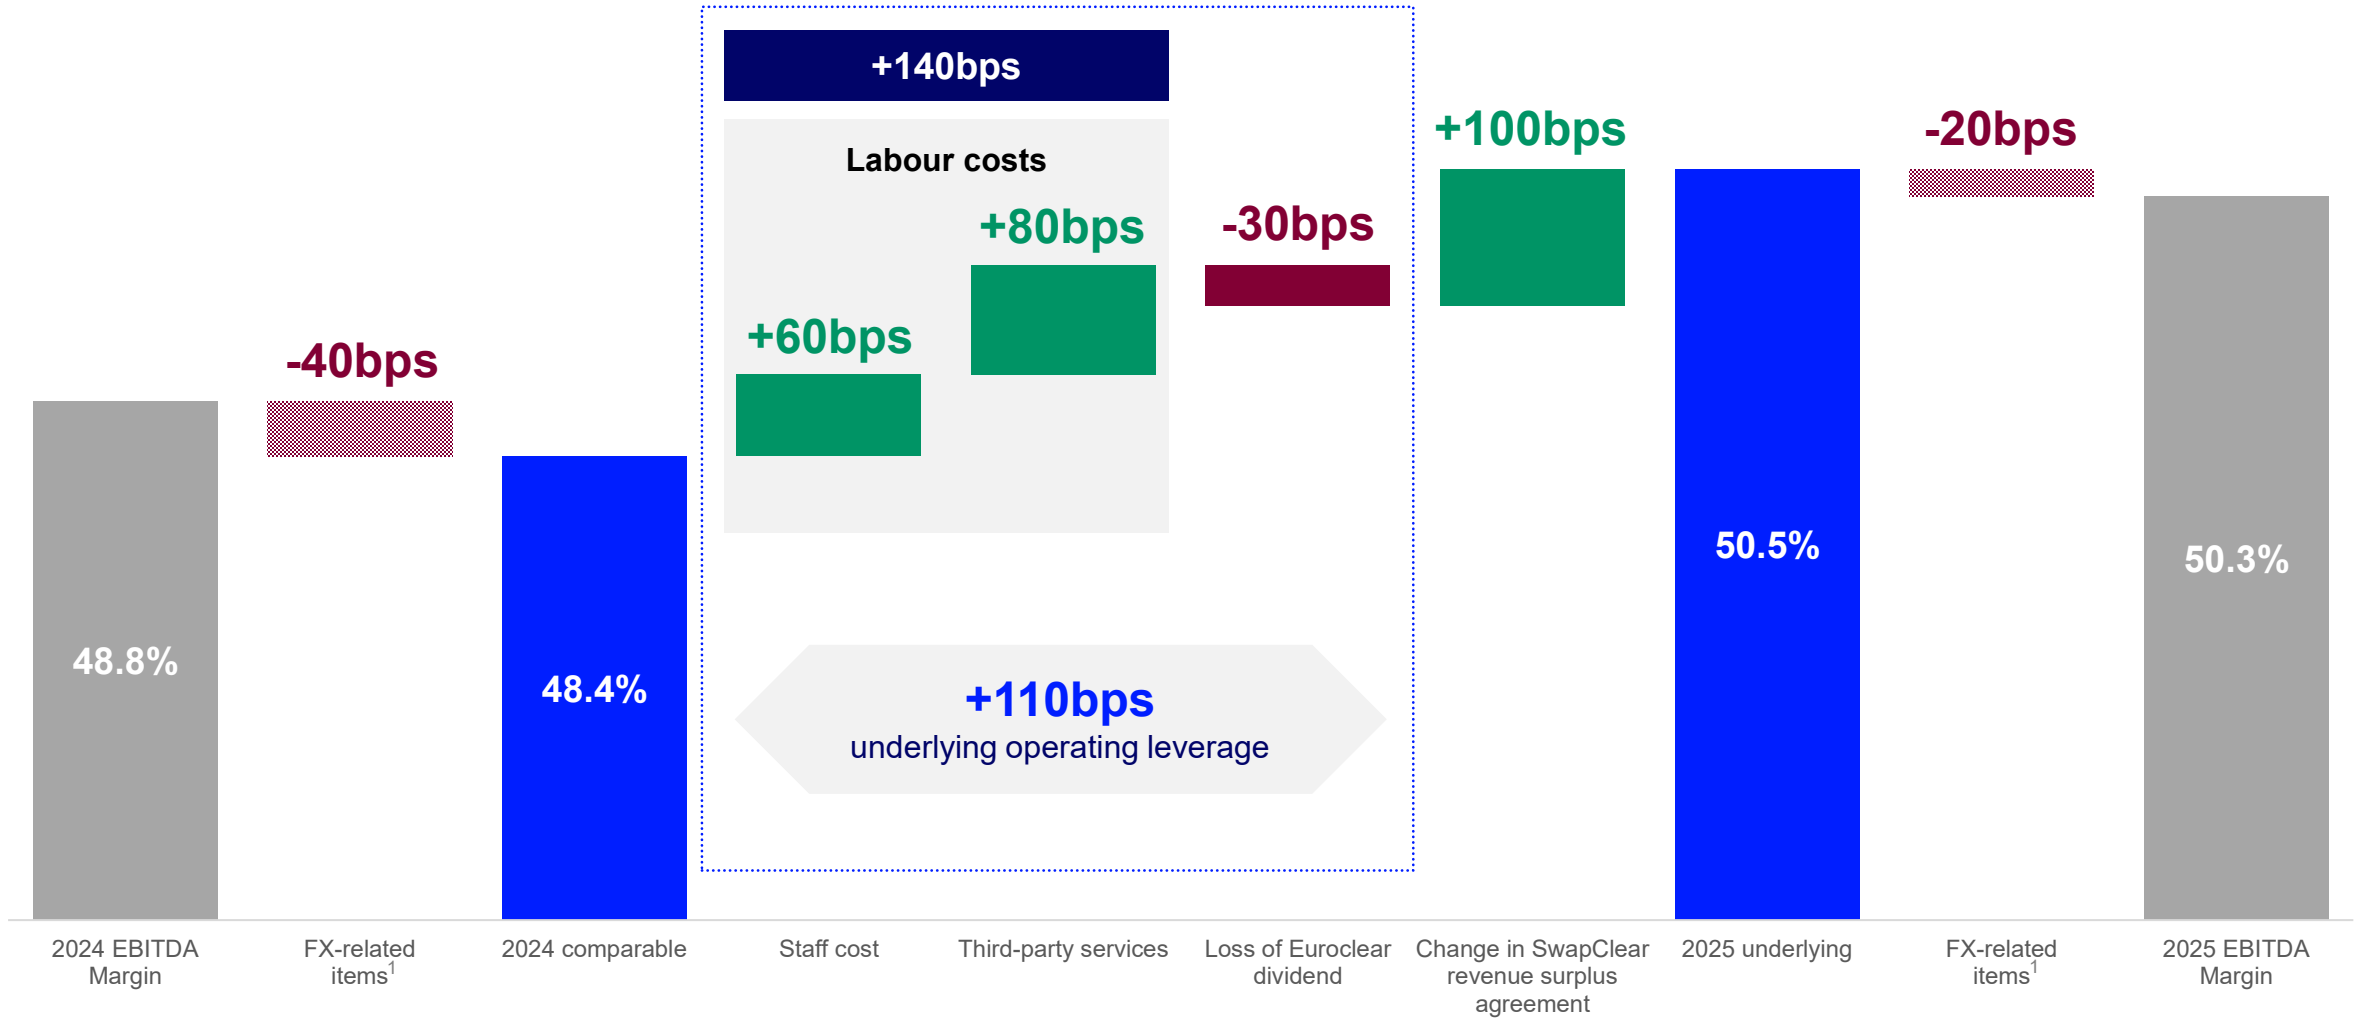 +140bps
Labour costs
+100bps
-20bps
+80bps
-30bps
+60bps
-40bps
50.5%
50.3%
48.8%
48.4%
+110bps
underlying operating leverage
2024 EBITDA
Margin
FX-related
items¹
2024 comparable
Staff cost
Third-party services
Loss of Euroclear
dividend
Change in SwapClear
revenue surplus
agreement
2025 underlying
FX-related
items¹
2025 EBITDA
Margin